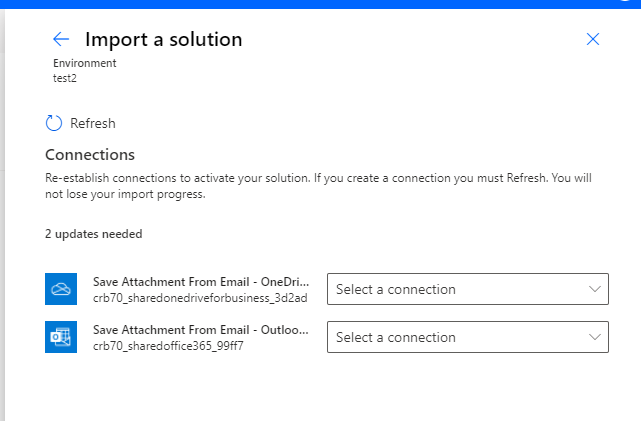 Import a solution
Environment
test2
Refresh
Connections
Re-establish connections to activate your solution. If you create a connection you must Refresh. You will
not lose your import progress.
2 updates needed
Save Attachment From Email - OneDri...
crb70_sharedonedriveforbusiness_3d2ad
Select a connection
Save Attachment From Email - Outloo...
crb70_sharedoffice365_99ff7
Select a connection